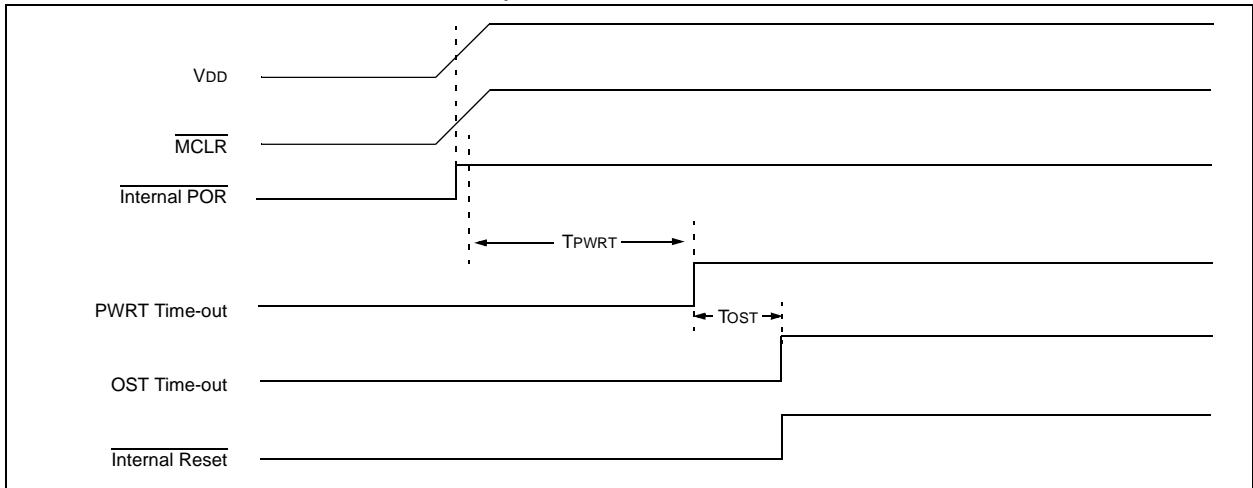 VDD
MCLR
Internal POR
TPWRT
PWRT Time-out
TOST
OST Time-out
Internal Reset